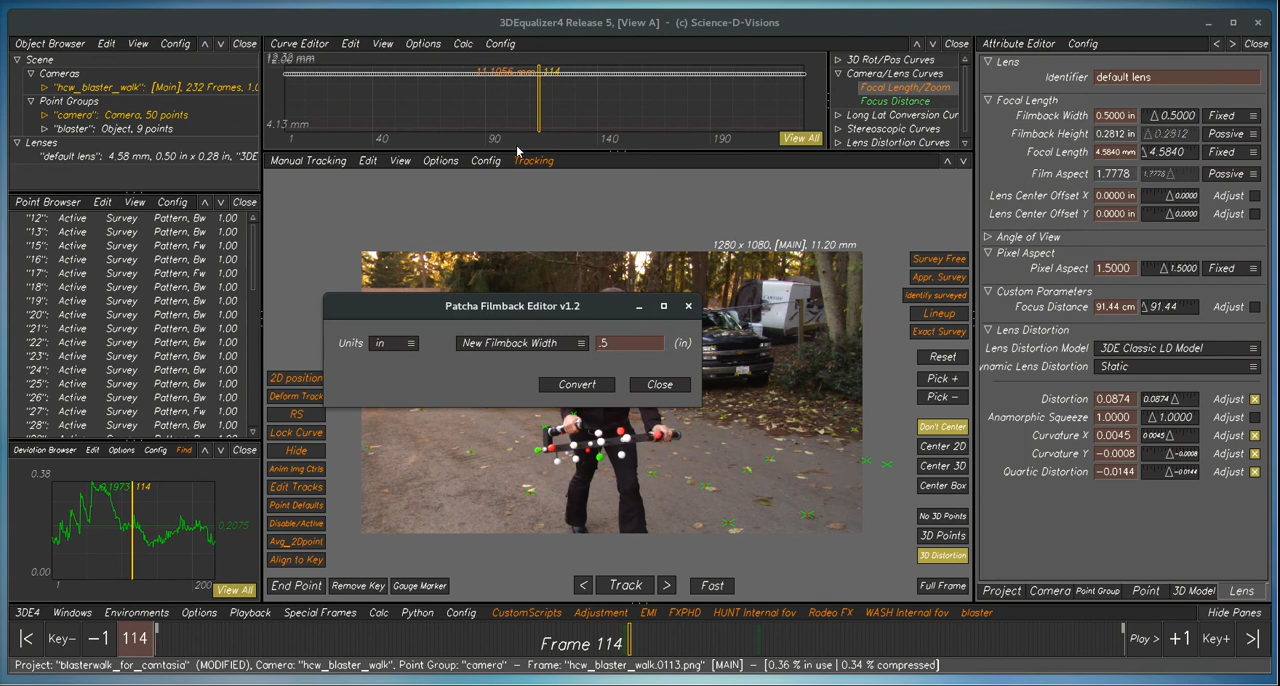 3DEqualizer4 Release 5, [View A]  -  (c) Science-D-Visions
Object Browser Edit View Config Close
Scene
Cameras
"hcw_blaster_walk": [Main], 232 Frames, 1.0
Point Groups
"camera": Camera, 50 points
"blaster": Object, 9 points
Lenses
"default lens": 4.58 mm, 0.50 in x 0.28 in, "3DE
Curve Editor Edit View Options Calc Config Close
11.1956 mm 114
4.13 mm
1 40 90 140 190
View All
3D Rot/Pos Curves
Camera/Lens Curves
Focal Length/Zoom
Focus Distance
Long Lat Conversion Cur
Stereoscopic Curves
Lens Distortion Curves
Point Browser Edit View Config Close
"12": Active Survey Pattern, Bw 1.00
"13": Active Survey Pattern, Bw 1.00
"15": Active Survey Pattern, Fw 1.00
"16": Active Survey Pattern, Bw 1.00
"17": Active Survey Pattern, Fw 1.00
"18": Active Survey Pattern, Bw 1.00
"19": Active Survey Pattern, Bw 1.00
"20": Active Survey Pattern, Bw 1.00
"21": Active Survey Pattern, Bw 1.00
"22": Active Survey Pattern, Bw 1.00
"23": Active Survey Pattern, Bw 1.00
"24": Active Survey Pattern, Bw 1.00
"25": Active Survey Pattern, Bw 1.00
"26": Active Survey Pattern, Bw 1.00
"27": Active Survey Pattern, Fw 1.00
"28": Active Survey Pattern, Bw 1.00
Deviation Browser Edit View Config Find Close
0.38
114
0.2075
0.00
1 200
View All
Manual Tracking Edit View Options Config Tracking
1280 x 1080, [MAIN], 11.20 mm
Survey Free
Appr. Survey
Identify surveyed
Lineup
Exact Survey
Reset
Pick +
Pick −
Don't Center
Center 2D
Center 3D
Center Box
No 3D Points
3D Points
3D Distortion
Full Frame
2D position
Deform Track
RS
Lock Curve
Hide
Anim Img Ctrls
Edit Tracks
Point Defaults
Disable/Active
Avg_2Dpoint
Align to Key
End Point Remove Key Gauge Marker < Track > Fast
Patcha Filmback Editor v1.2
Units in New Filmback Width .5 (in)
Convert Close
Attribute Editor Config < > Close
Lens
Identifier default lens
Focal Length
Filmback Width 0.5000 in 0.5000 Fixed
Filmback Height 0.2812 in 0.2812 Passive
Focal Length 4.5840 mm 4.5840 Fixed
Film Aspect 1.7778 1.7778 Passive
Lens Center Offset X 0.0000 in 0.0000 Adjust
Lens Center Offset Y 0.0000 in 0.0000 Adjust
Angle of View
Pixel Aspect
Pixel Aspect 1.5000 1.5000 Fixed
Custom Parameters
Focus Distance 91.44 cm 91.44 Adjust
Lens Distortion
Lens Distortion Model 3DE Classic LD Model
ynamic Lens Distortion Static
Distortion 0.0874 0.0874 Adjust
Anamorphic Squeeze 1.0000 1.0000 Adjust
Curvature X 0.0045 0.0045 Adjust
Curvature Y −0.0008 −0.0008 Adjust
Quartic Distortion −0.0144 −0.0144 Adjust
Project Camera Point Group Point 3D Model Lens
3DE4 Windows Environments Options Playback Special Frames Calc Python Config CustomScripts Adjustment EMI FXPHD HUNT Internal fov Rodeo FX WASH Internal fov blaster Hide Panes
|< Key− −1 114 Frame 114 Play > +1 Key+ >|
Project: "blasterwalk_for_camtasia" (MODIFIED), Camera: "hcw_blaster_walk", Point Group: "camera" − Frame: "hcw_blaster_walk.0113.png" [MAIN] − [0.36 % in use | 0.34 % compressed]